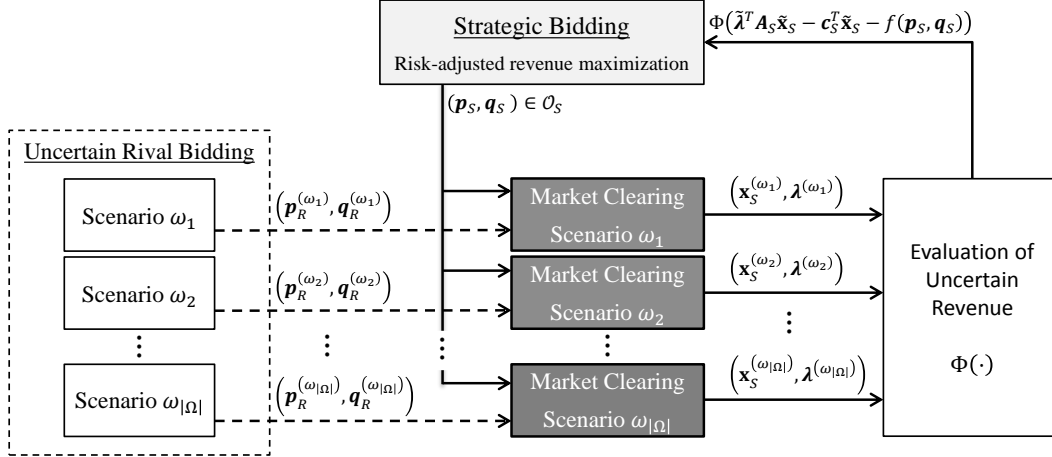 Strategic Bidding
Risk-adjusted revenue maximization
Φ(λ̃ᵀ A_S x̃_S − c_Sᵀ x̃_S − f(p_S, q_S))
(p_S, q_S) ∈ 𝒪_S
Uncertain Rival Bidding
Scenario ω₁
(p_R^(ω₁), q_R^(ω₁))
Market Clearing
Scenario ω₁
(x_S^(ω₁), λ^(ω₁))
Scenario ω₂
(p_R^(ω₂), q_R^(ω₂))
Market Clearing
Scenario ω₂
(x_S^(ω₂), λ^(ω₂))
⋮ ⋮ ⋮ ⋮ ⋮
Scenario ω_|Ω|
(p_R^(ω_|Ω|), q_R^(ω_|Ω|))
Market Clearing
Scenario ω_|Ω|
(x_S^(ω_|Ω|), λ^(ω_|Ω|))
Evaluation of
Uncertain
Revenue
Φ(·)